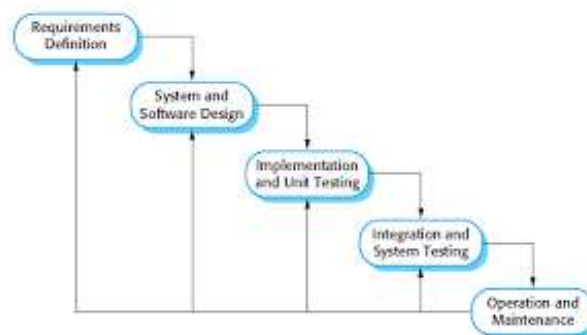 Requirements
Definition
System and
Software Design
Implementation
and Unit Testing
Integration and
System Testing
Operation and
Maintenance